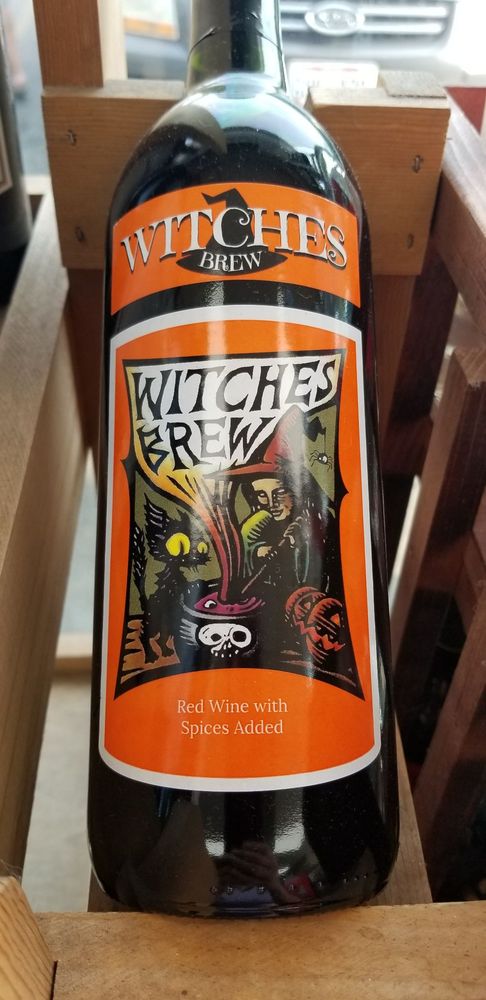 WITCHES
BREW
WITCHES
BREW
Red Wine with
Spices Added